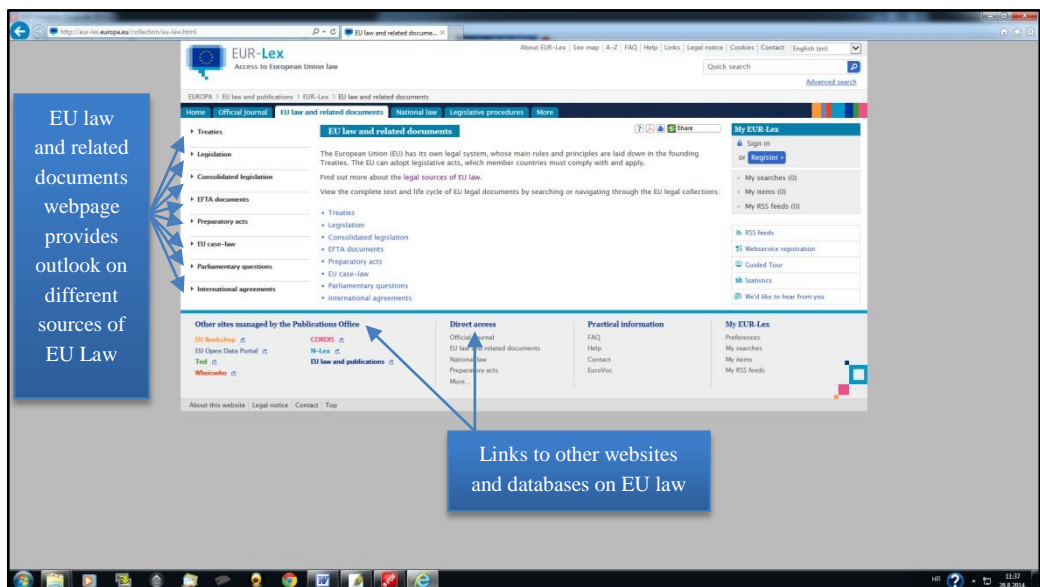 http://eur-lex.europa.eu/collection/eu-law.html
EU law and related docume...
EUR-Lex
Access to European Union law
About EUR-Lex | Site map | A-Z | FAQ | Help | Links | Legal notice | Cookies | Contact
English (en)
Quick search
Advanced search
EUROPA > EU law and publications > EUR-Lex > EU law and related documents
Home Official Journal EU law and related documents National law Legislative procedures More
Treaties
Legislation
Consolidated legislation
EFTA documents
Preparatory acts
EU case-law
Parliamentary questions
International agreements
EU law and related documents
Share
The European Union (EU) has its own legal system, whose main rules and principles are laid down in the founding
Treaties. The EU can adopt legislative acts, which member countries must comply with and apply.
Find out more about the legal sources of EU law.
View the complete text and life cycle of EU legal documents by searching or navigating through the EU legal collections:
• Treaties
• Legislation
• Consolidated legislation
• EFTA documents
• Preparatory acts
• EU case-law
• Parliamentary questions
• International agreements
My EUR-Lex
Sign in
or Register
My searches (0)
My items (0)
My RSS feeds (0)
RSS feeds
Webservice registration
Guided Tour
Statistics
We'd like to hear from you
EU law
and related
documents
webpage
provides
outlook on
different
sources of
EU Law
Other sites managed by the Publications Office
EU Bookshop
EU Open Data Portal
Ted
Whoiswho
CORDIS
N-Lex
EU law and publications
Direct access
Official Journal
EU law and related documents
National law
Preparatory acts
More...
Practical information
FAQ
Help
Contact
EuroVoc
My EUR-Lex
Preferences
My searches
My items
My RSS feeds
About this website | Legal notice | Contact | Top
Links to other websites
and databases on EU law
HR
11:37
28.8.2014.